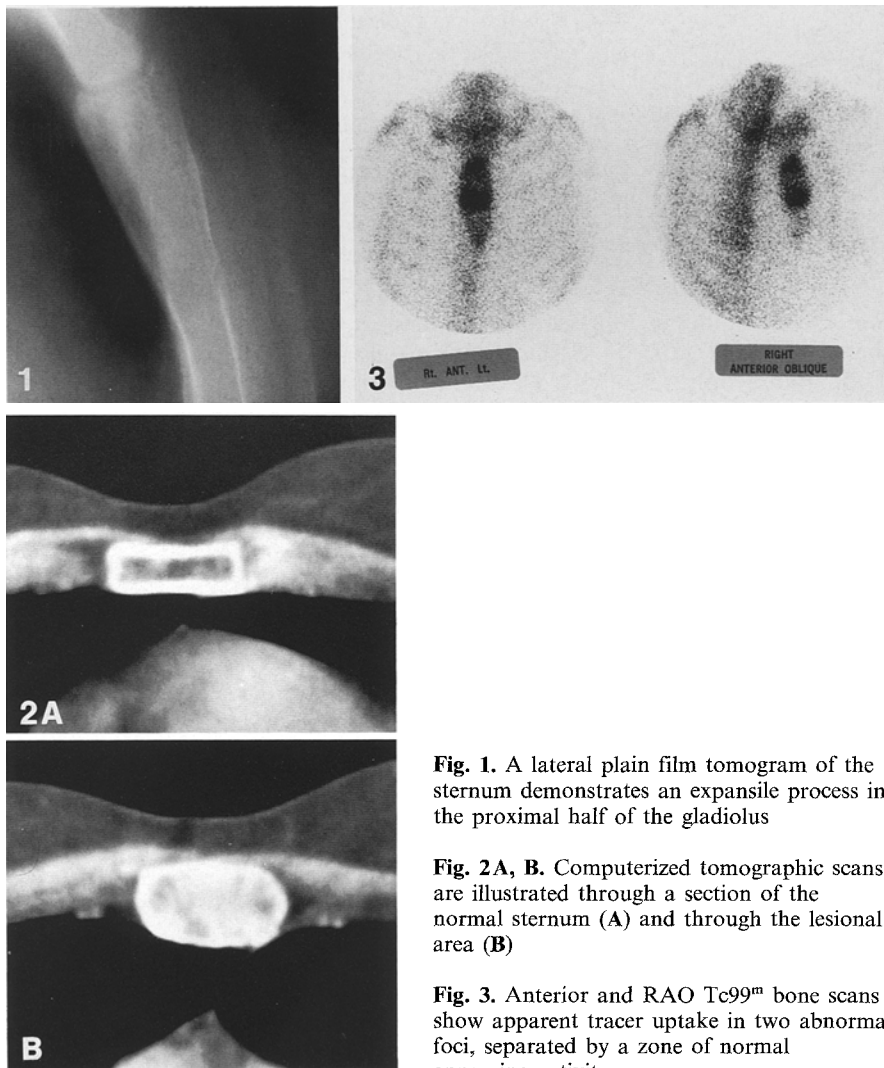 1
3
Rt. ANT. Lt.
RIGHT
ANTERIOR OBLIQUE
2A
B
Fig. 1. A lateral plain film tomogram of the
sternum demonstrates an expansile process in
the proximal half of the gladiolus
Fig. 2A, B. Computerized tomographic scans
are illustrated through a section of the
normal sternum (A) and through the lesional
area (B)
Fig. 3. Anterior and RAO Tc99m bone scans
show apparent tracer uptake in two abnorma
foci, separated by a zone of normal